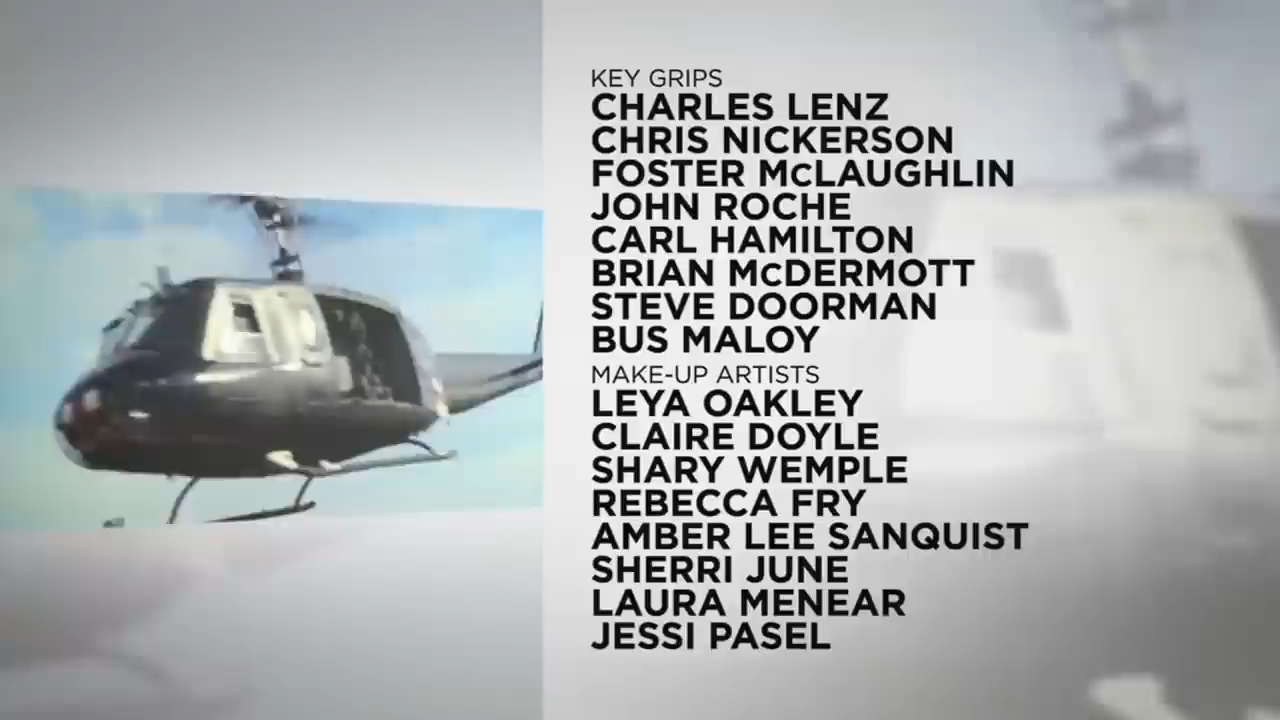 KEY GRIPS
CHARLES LENZ
CHRIS NICKERSON
FOSTER McLAUGHLIN
JOHN ROCHE
CARL HAMILTON
BRIAN McDERMOTT
STEVE DOORMAN
BUS MALOY
MAKE-UP ARTISTS
LEYA OAKLEY
CLAIRE DOYLE
SHARY WEMPLE
REBECCA FRY
AMBER LEE SANQUIST
SHERRI JUNE
LAURA MENEAR
JESSI PASEL